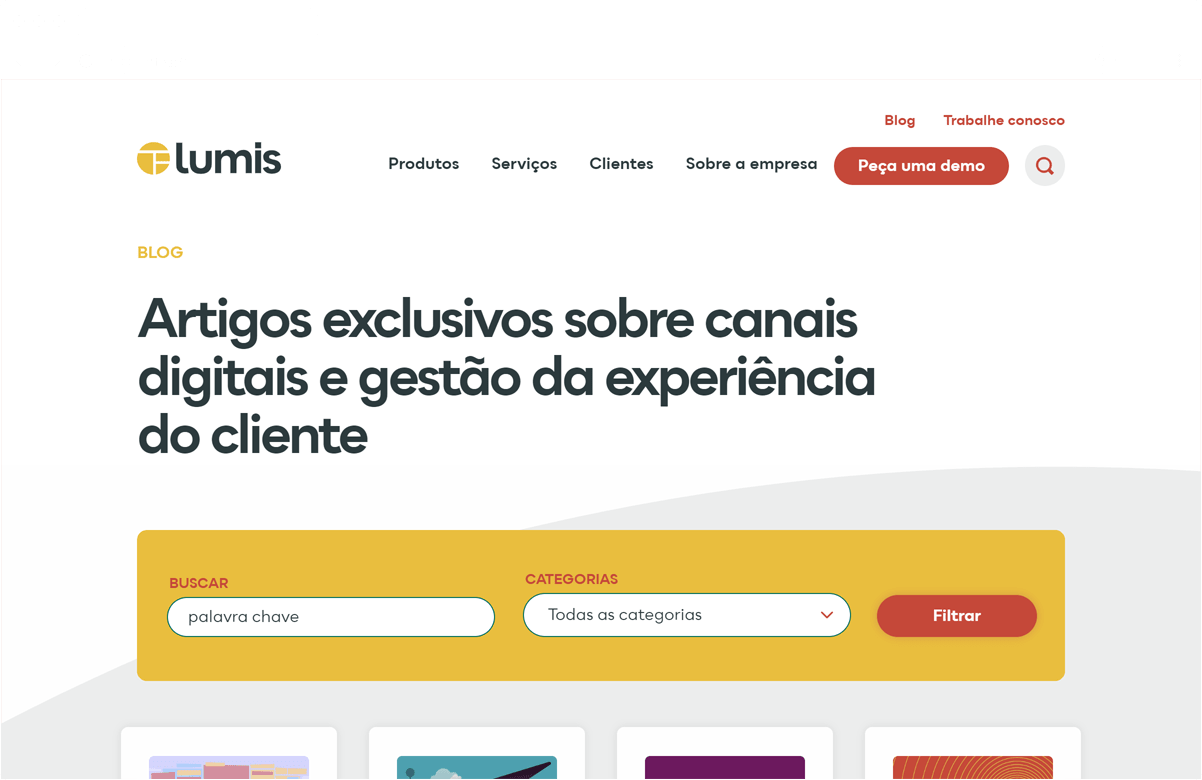 Blog Trabalhe conosco
lumis Produtos Serviços Clientes Sobre a empresa Peça uma demo
BLOG
Artigos exclusivos sobre canais
digitais e gestão da experiência
do cliente
BUSCAR CATEGORIAS
palavra chave Todas as categorias Filtrar